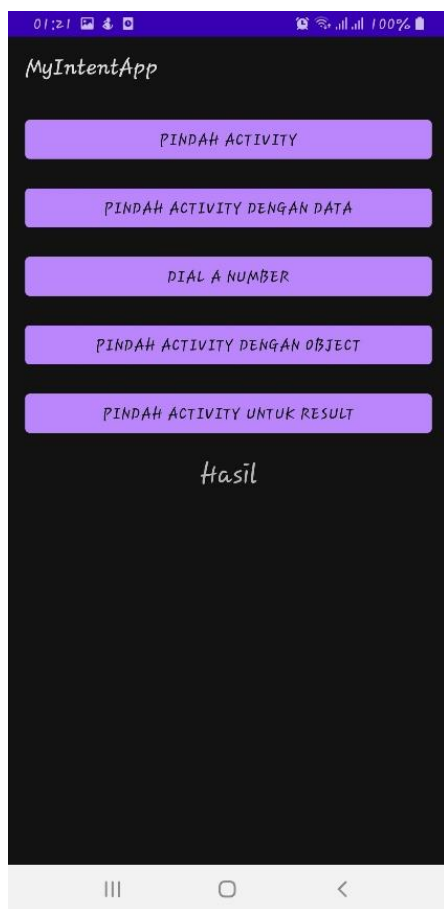 01:21 100%
MyIntentApp
PINDAH ACTIVITY
PINDAH ACTIVITY DENGAN DATA
DIAL A NUMBER
PINDAH ACTIVITY DENGAN OBJECT
PINDAH ACTIVITY UNTUK RESULT
Hasil